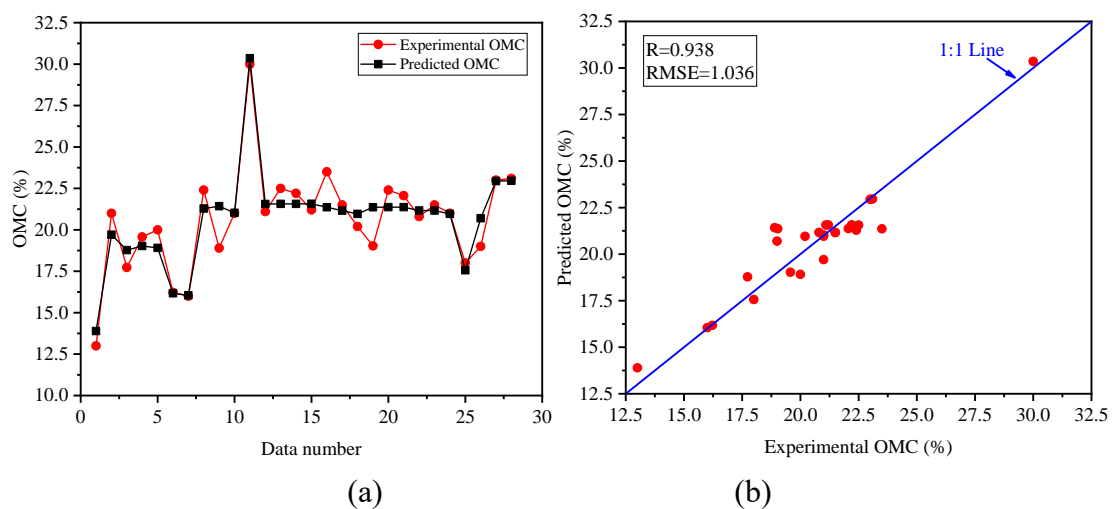 32.5
30.0
27.5
25.0
22.5
20.0
17.5
15.0
12.5
10.0
OMC (%)
Experimental OMC
Predicted OMC
0 5 10 15 20 25 30
Data number
(a)
32.5
30.0
27.5
25.0
22.5
20.0
17.5
15.0
12.5
Predicted OMC (%)
R=0.938
RMSE=1.036
1:1 Line
12.5 15.0 17.5 20.0 22.5 25.0 27.5 30.0 32.5
Experimental OMC (%)
(b)